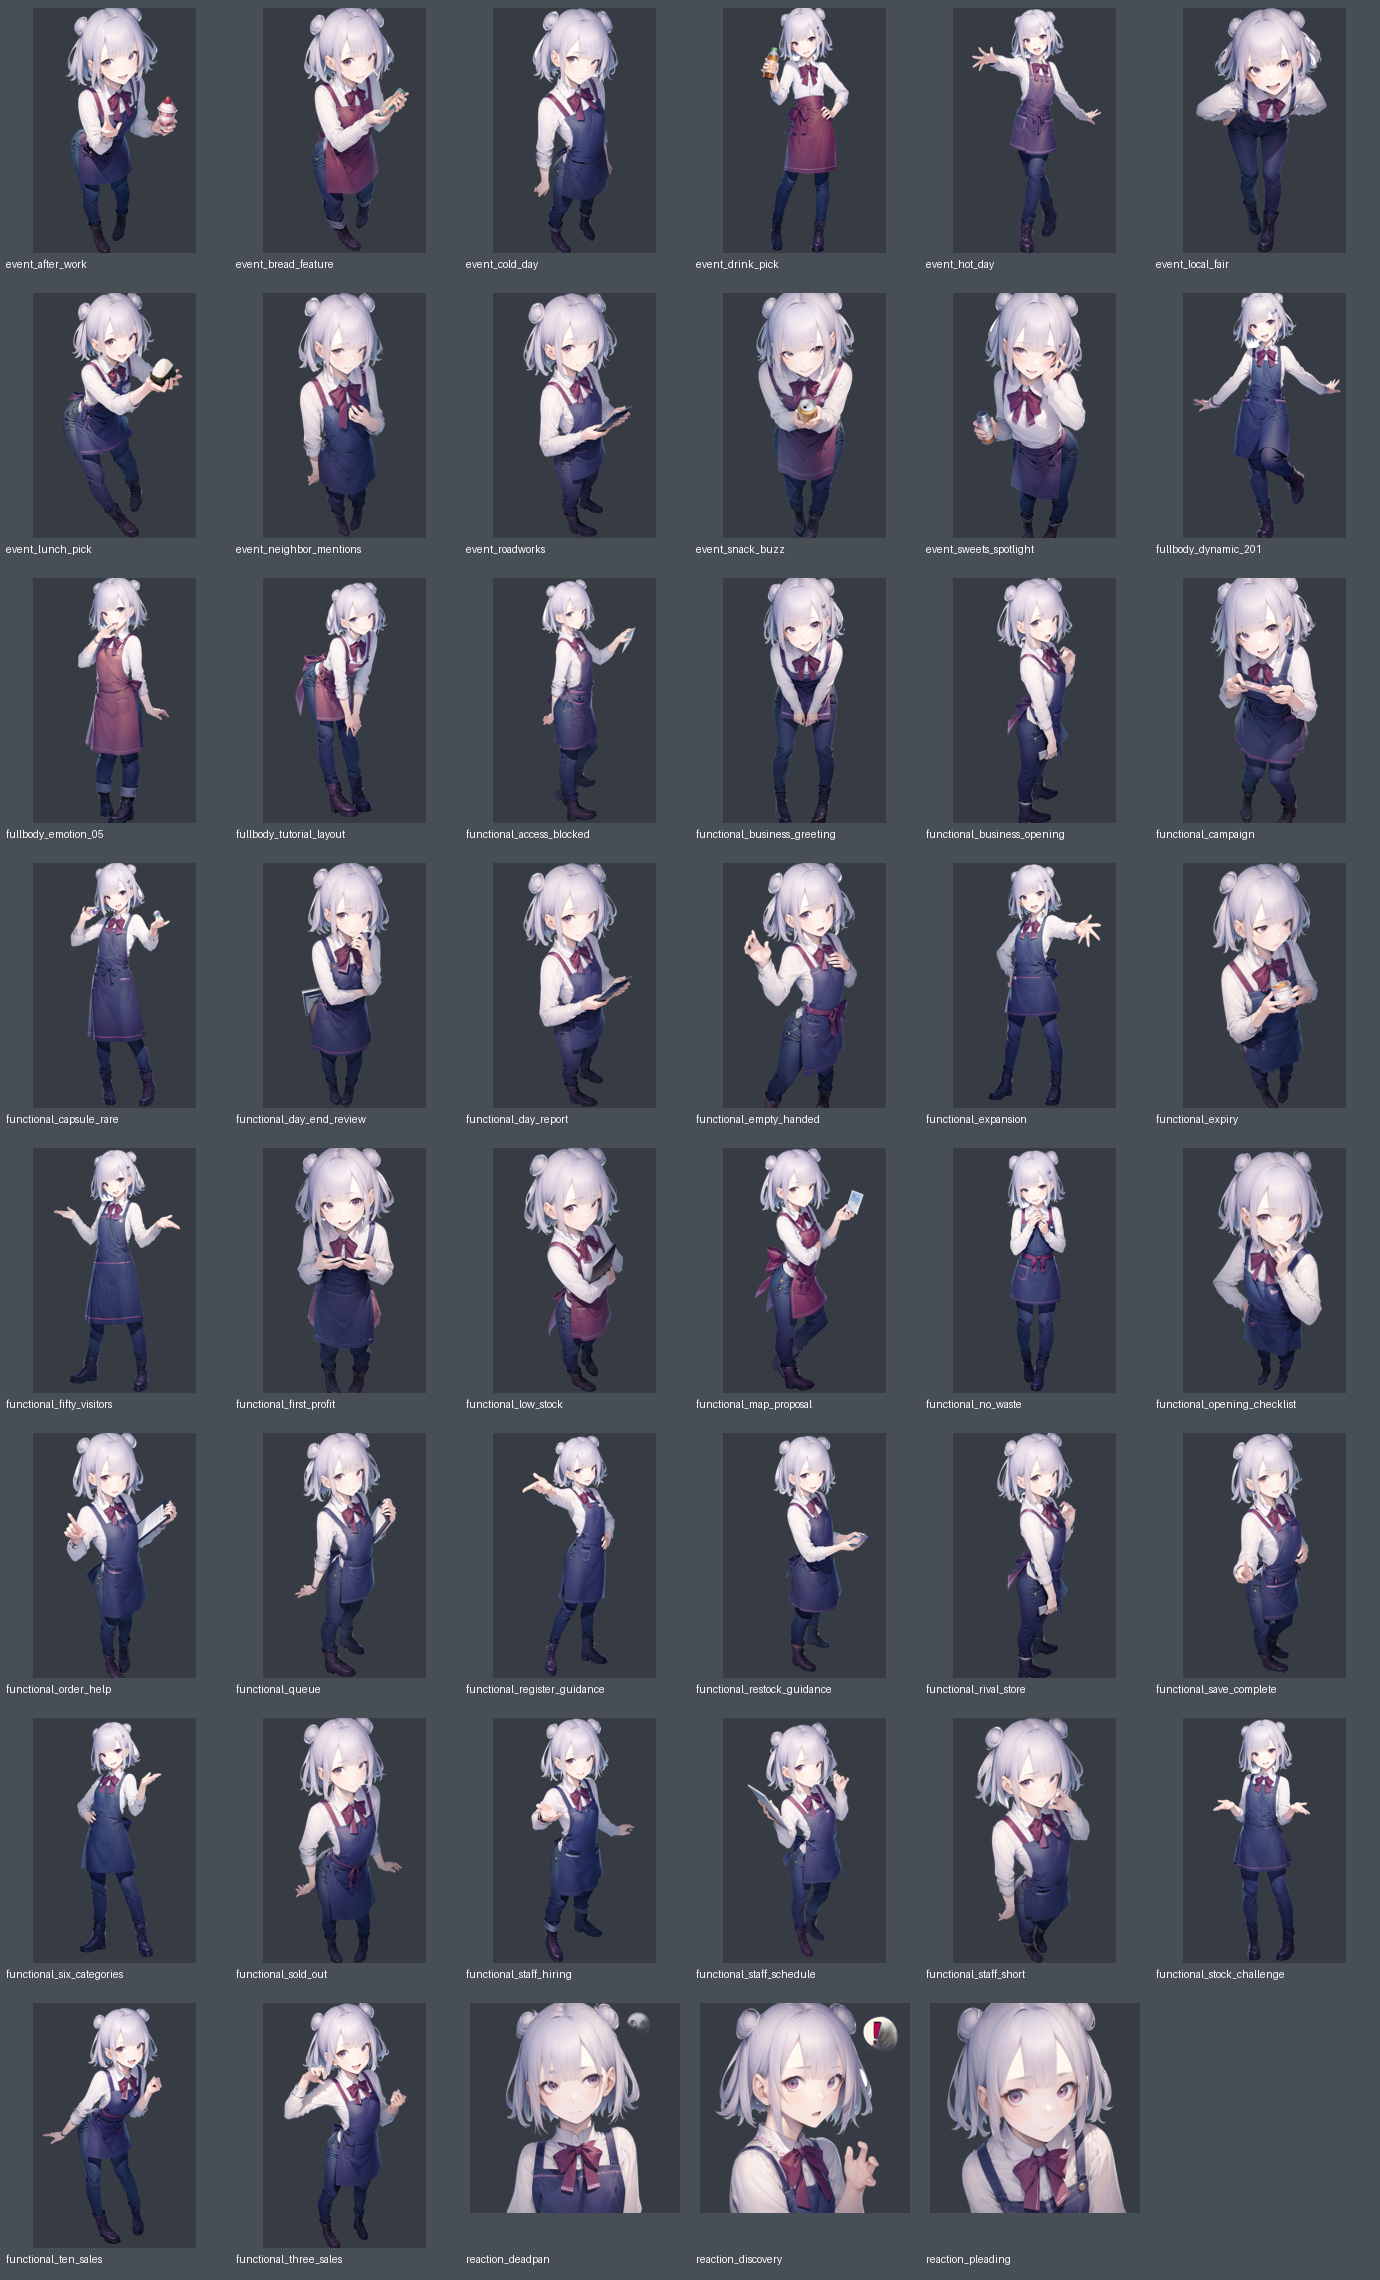 event_after_work
event_bread_feature
event_cold_day
event_drink_pick
event_hot_day
event_local_fair
event_lunch_pick
event_neighbor_mentions
event_roadworks
event_snack_buzz
event_sweets_spotlight
fullbody_dynamic_201
fullbody_emotion_05
fullbody_tutorial_layout
functional_access_blocked
functional_business_greeting
functional_business_opening
functional_campaign
functional_capsule_rare
functional_day_end_review
functional_day_report
functional_empty_handed
functional_expansion
functional_expiry
functional_fifty_visitors
functional_first_profit
functional_low_stock
functional_map_proposal
functional_no_waste
functional_opening_checklist
functional_order_help
functional_queue
functional_register_guidance
functional_restock_guidance
functional_rival_store
functional_save_complete
functional_six_categories
functional_sold_out
functional_staff_hiring
functional_staff_schedule
functional_staff_short
functional_stock_challenge
functional_ten_sales
functional_three_sales
reaction_deadpan
reaction_discovery
reaction_pleading